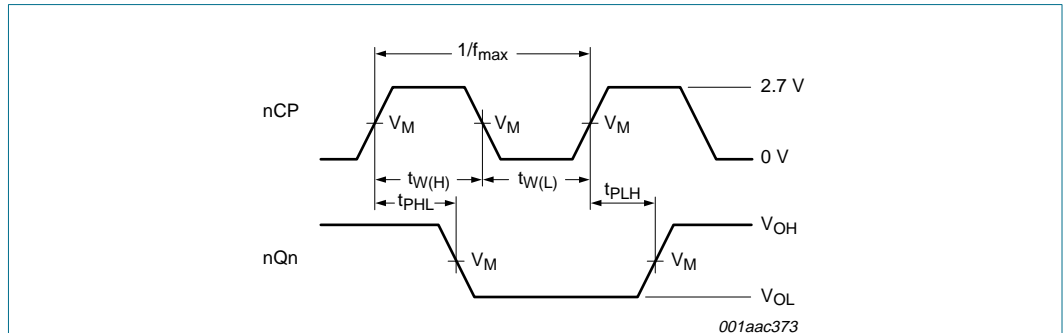 1/fmax
2.7 V
nCP
VM
VM
VM
0 V
tW(H)
tW(L)
tPHL
tPLH
VOH
nQn
VM
VM
VOL
001aac373